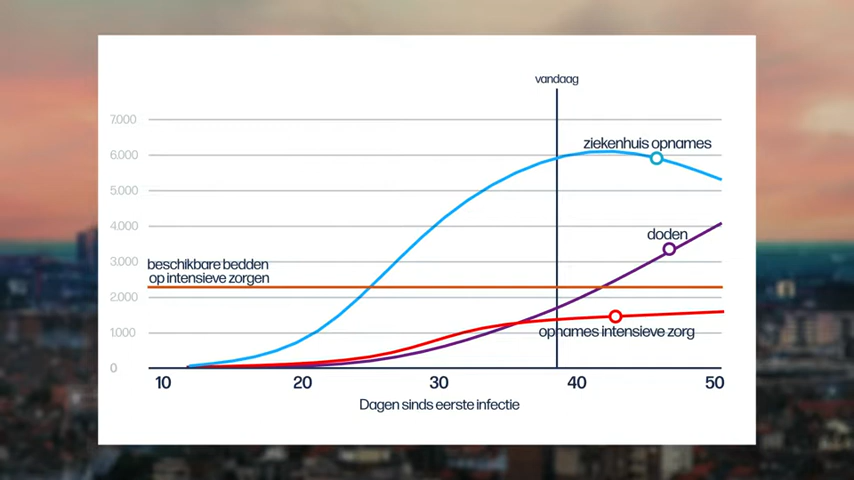 vandaag
7.000
6.000
5.000
4.000
3.000
2.000
1000
0
ziekenhuis opnames
doden
beschikbare bedden
op intensieve zorgen
opnames intensieve zorg
10 20 30 40 50
Dagen sinds eerste infectie